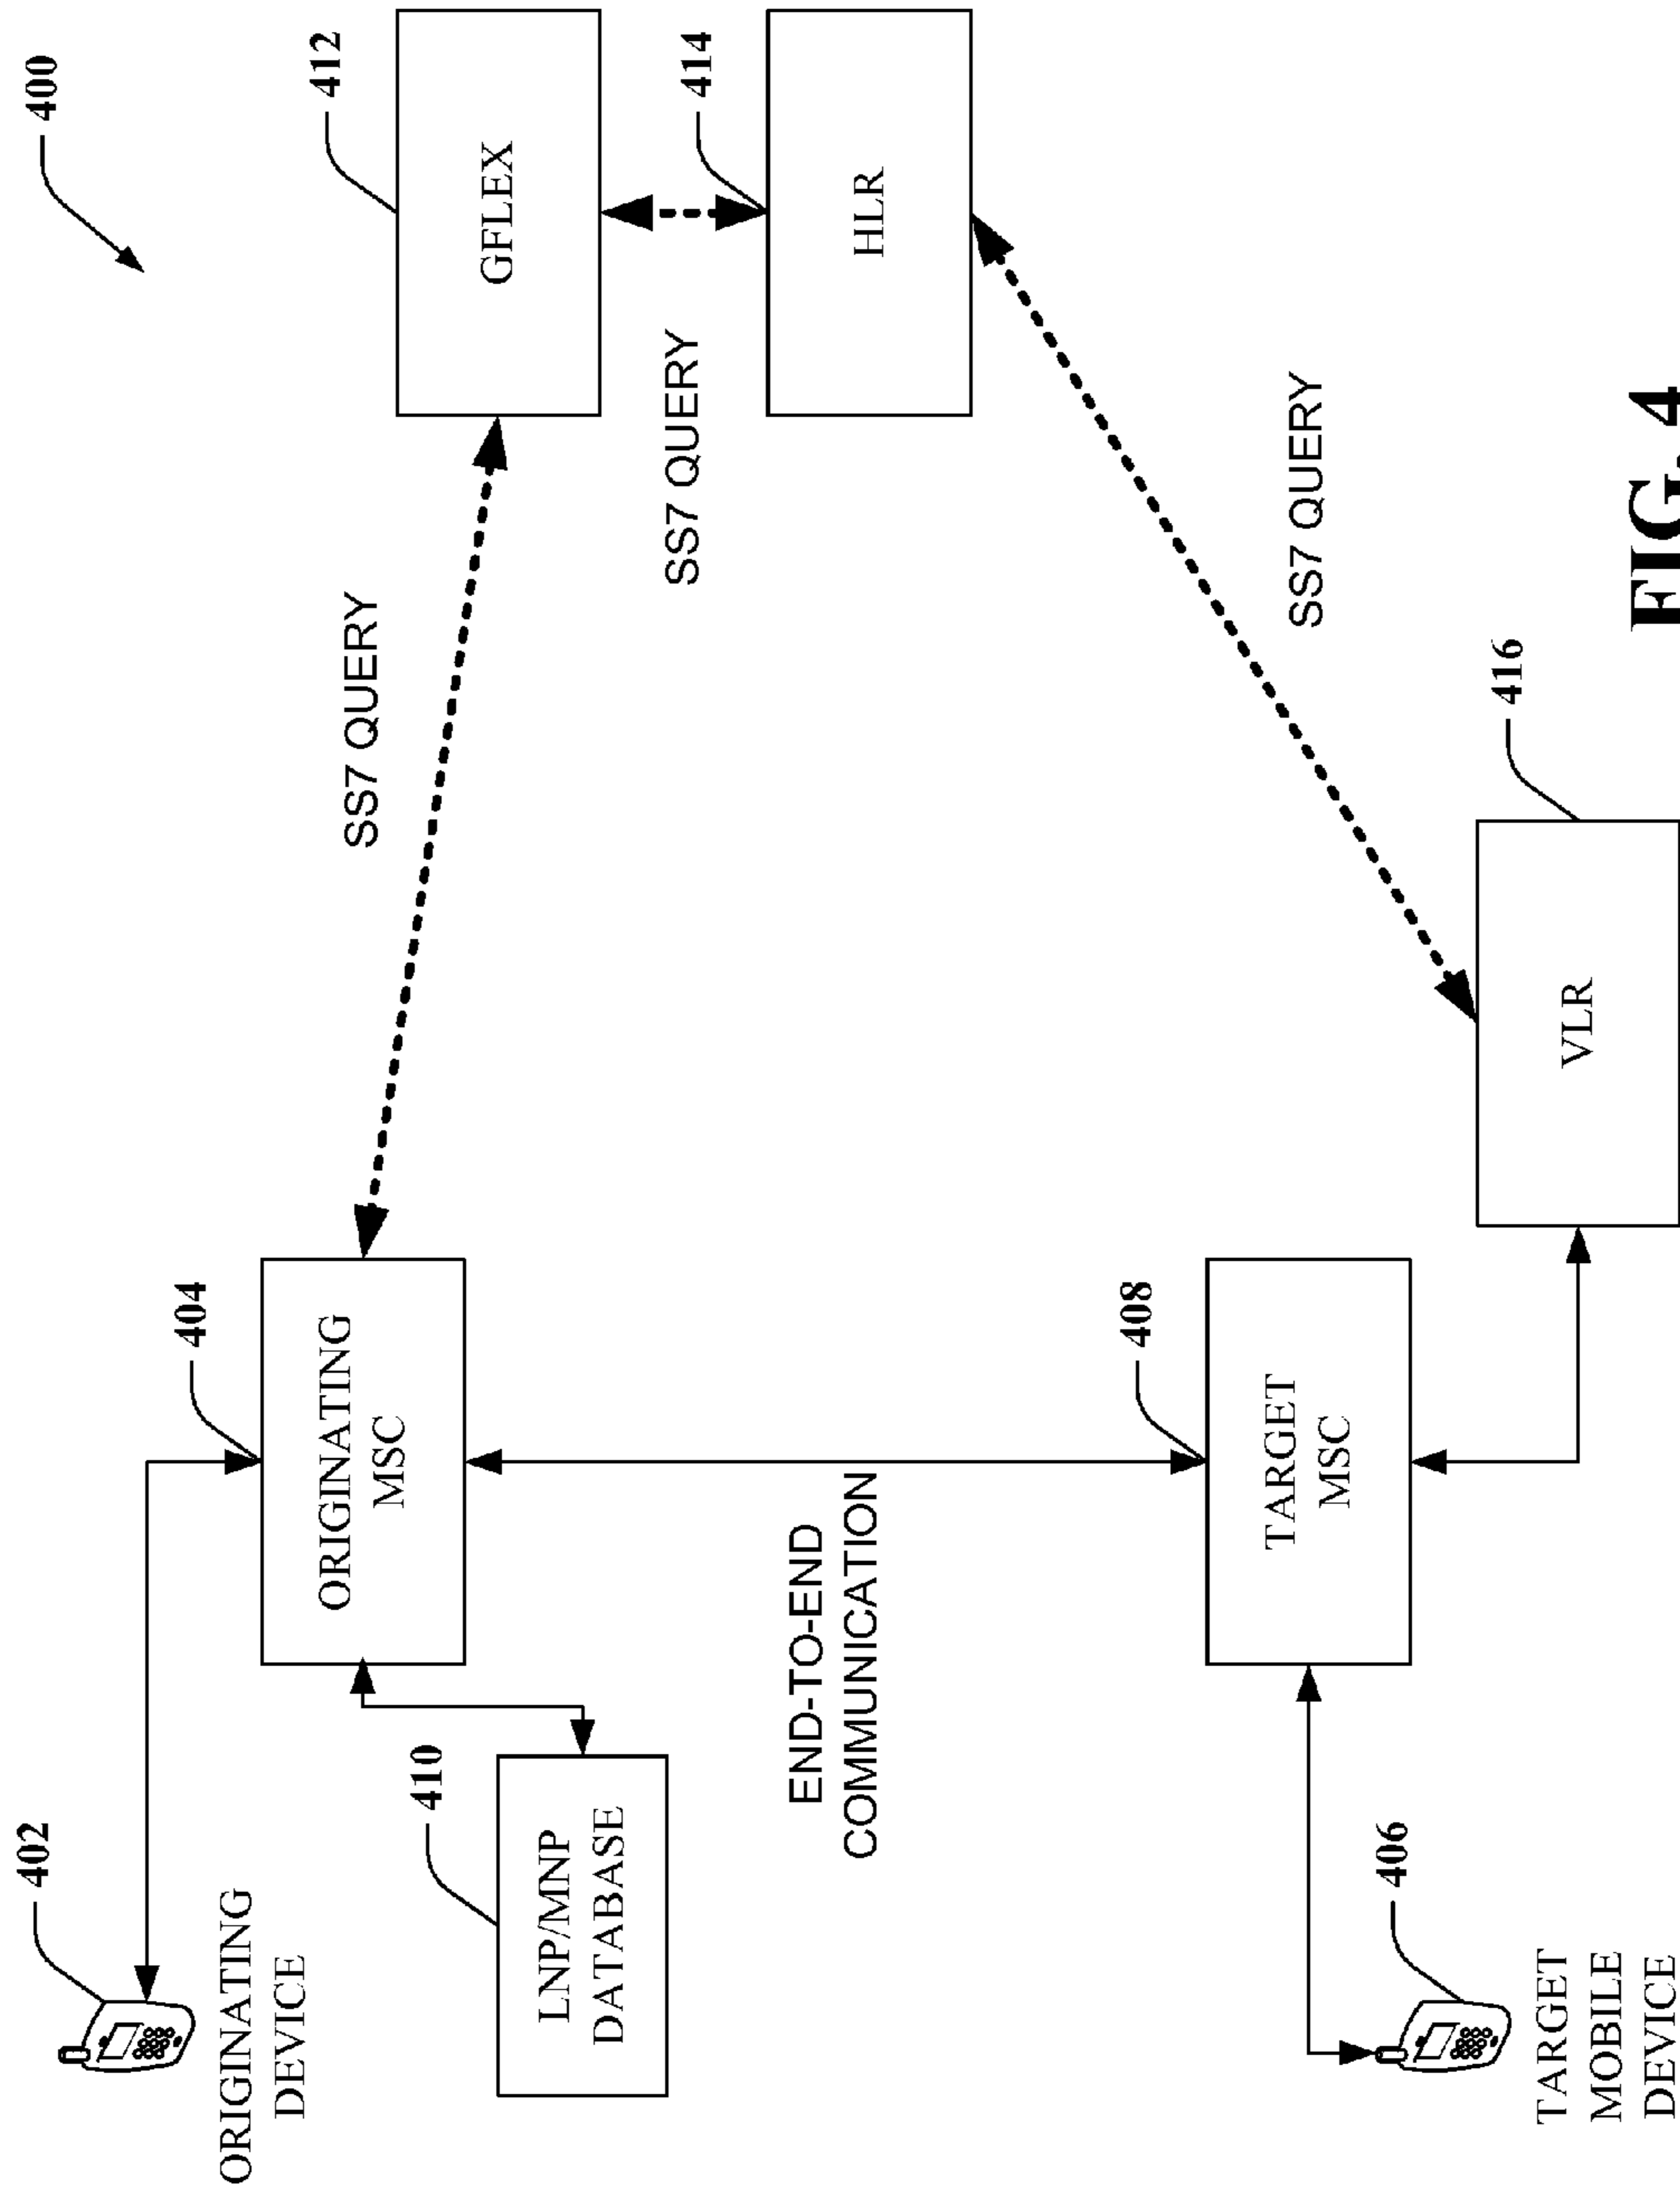 400
402
ORIGINATING
DEVICE
404
ORIGINATING
MSC
SS7 QUERY
412
GFLEX
410
LNP/MNP
DATABASE
SS7 QUERY
414
HLR
END-TO-END
COMMUNICATION
408
TARGET
MSC
SS7 QUERY
406
TARGET
MOBILE
DEVICE
416
VLR
FIG. 4